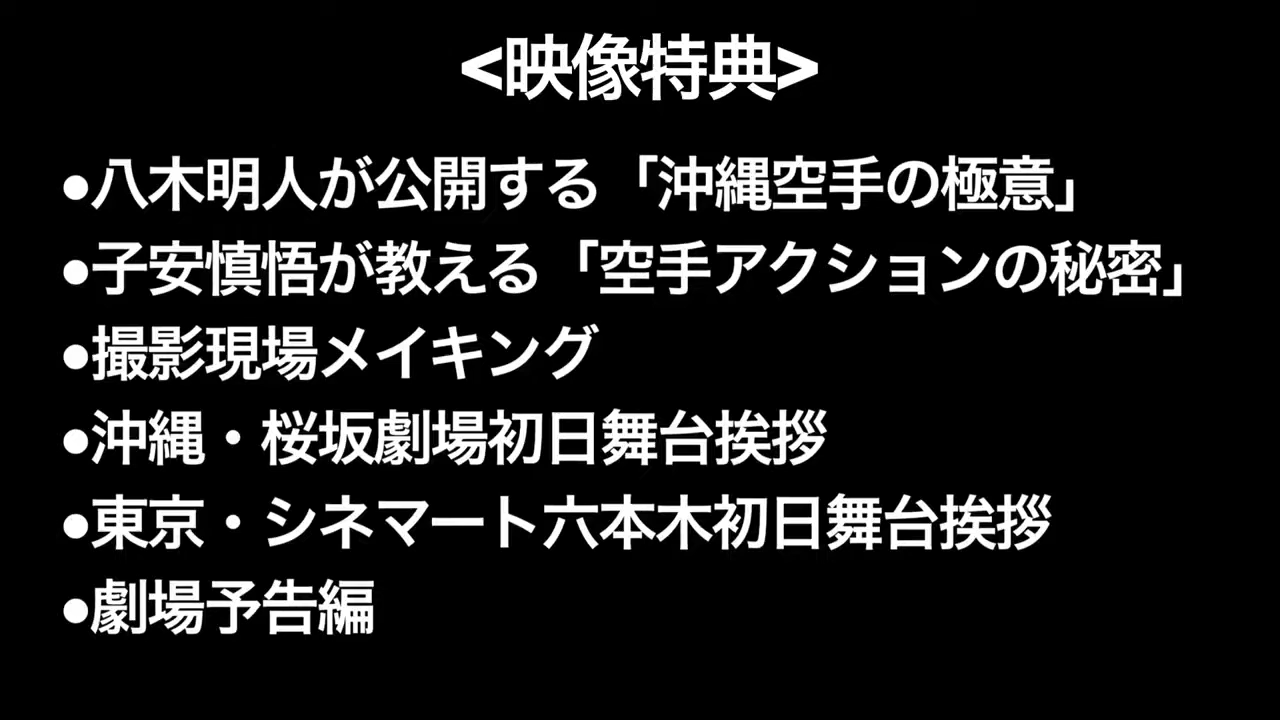 <映像特典>
●八木明人が公開する「沖縄空手の極意」
●子安慎悟が教える「空手アクションの秘密」
●撮影現場メイキング
●沖縄・桜坂劇場初日舞台挨拶
●東京・シネマート六本木初日舞台挨拶
●劇場予告編